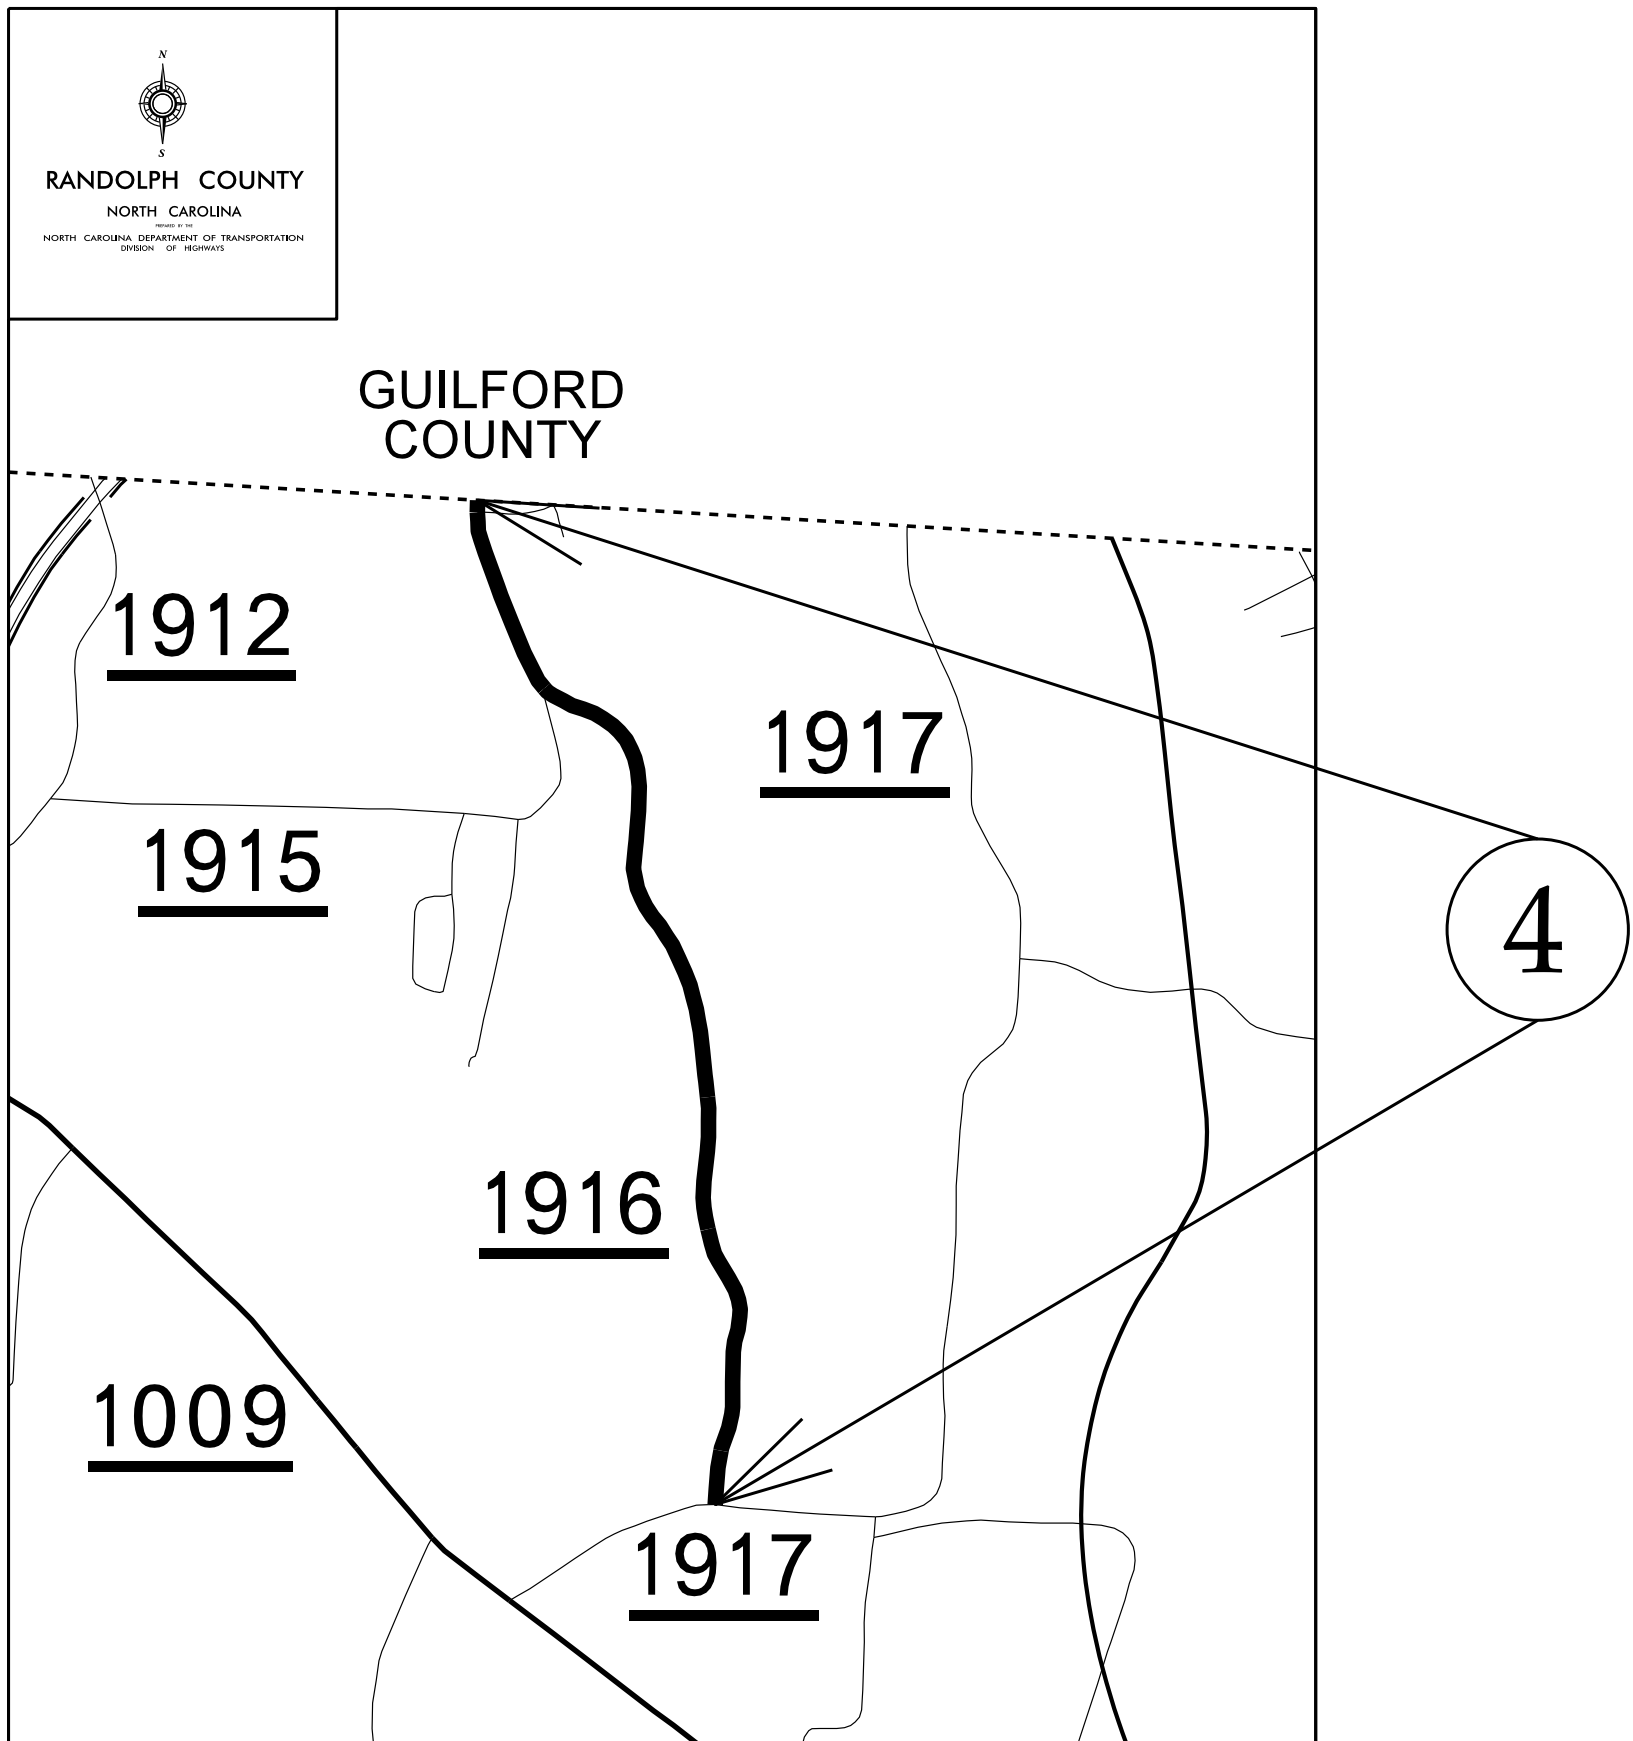 N
S
RANDOLPH COUNTY
NORTH CAROLINA
PREPARED BY THE
NORTH CAROLINA DEPARTMENT OF TRANSPORTATION
DIVISION OF HIGHWAYS
GUILFORD
COUNTY
1912
1917
1915
4
1916
1009
1917